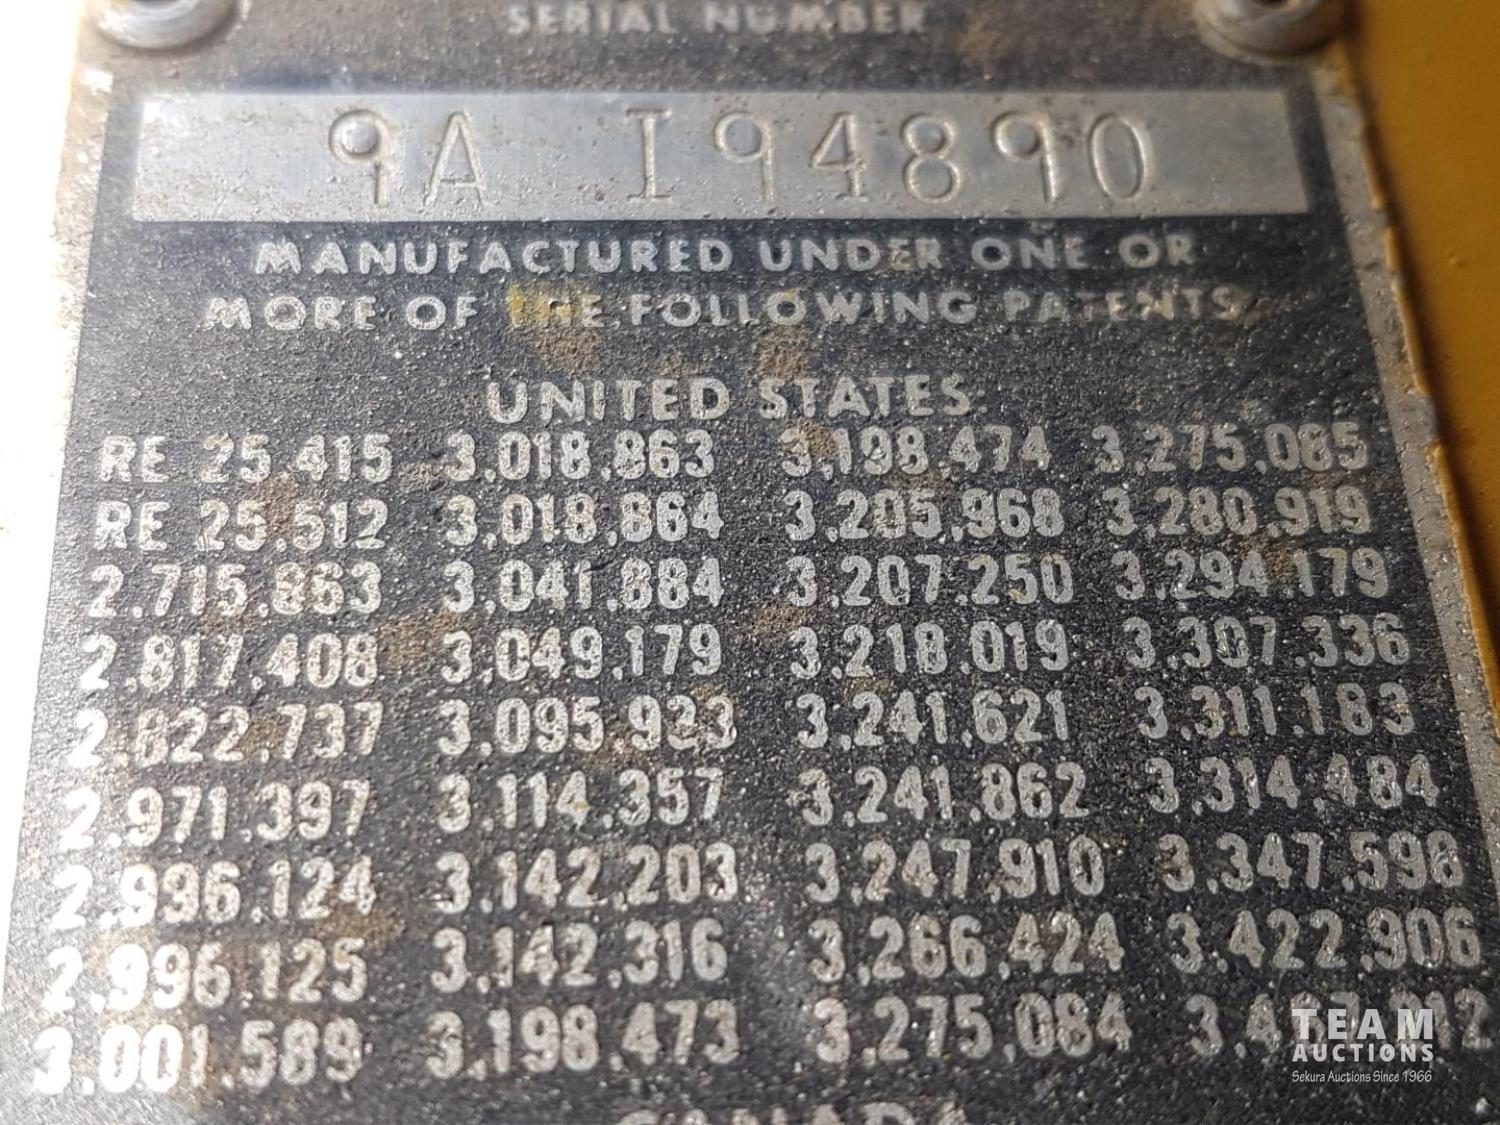 SERIAL NUMBER
9A I94890
MANUFACTURED UNDER ONE OR
MORE OF THE FOLLOWING PATENTS
UNITED STATES:
RE 25.415 3.018.863 3.198.474 3.275.085
RE 25.512 3.018.864 3.205.968 3.280.919
2.715.863 3.041.884 3.207.250 3.294.179
2.817.408 3.049.179 3.218.019 3.307.336
2.822.737 3.095.933 3.241.621 3.311.183
2.971.397 3.114.357 3.241.862 3.314.484
2.996.124 3.142.203 3.247.910 3.347.598
2.996.125 3.142.316 3.266.424 3.422.906
3.001.589 3.198.473 3.275.084
CANADA
TEAM
AUCTIONS
Sekura Auctions Since 1966